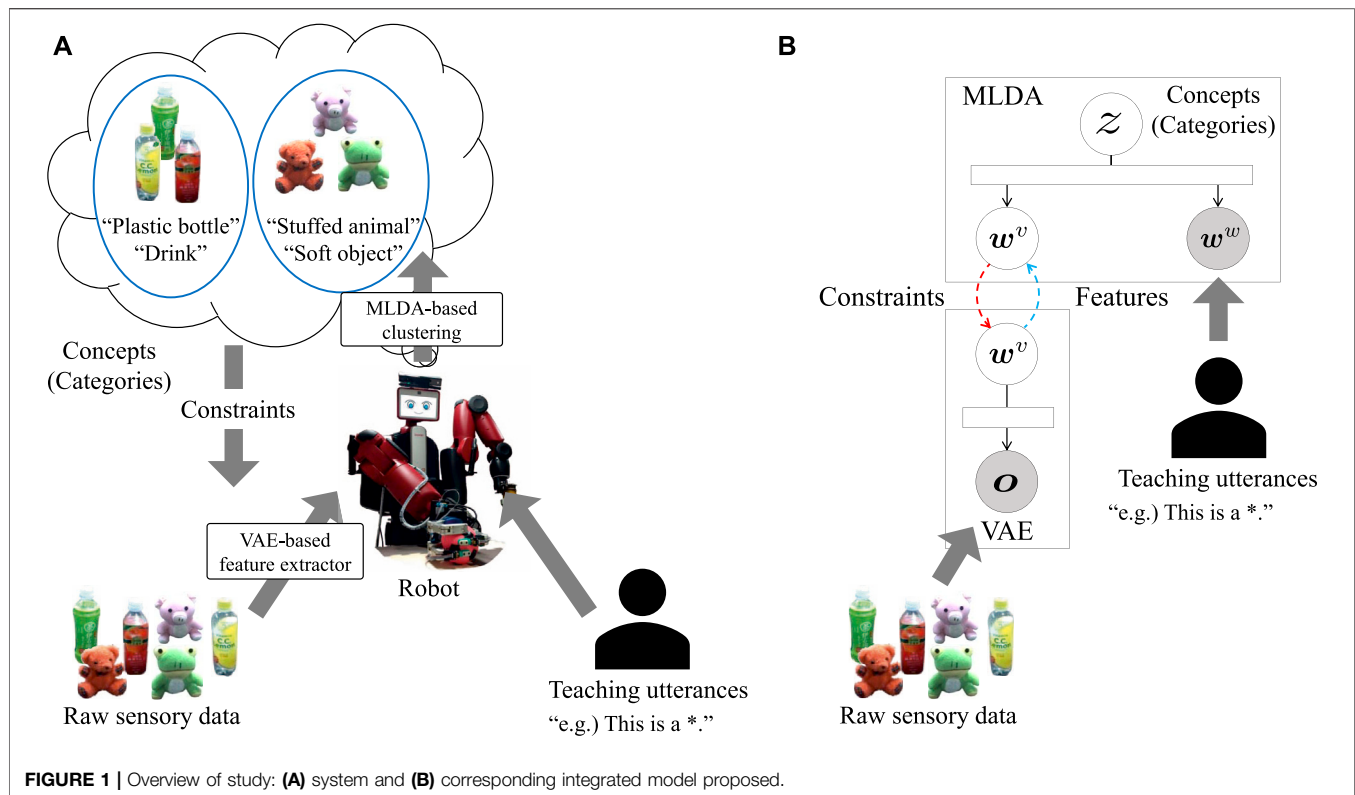 A
"Plastic bottle"
"Drink"
"Stuffed animal"
"Soft object"
MLDA-based
clustering
Concepts
(Categories)
Constraints
VAE-based
feature extractor
Robot
Raw sensory data
Teaching utterances
"e.g.) This is a *."
B
MLDA
Concepts
(Categories)
z
w^v
w^w
Constraints
Features
w^v
o
VAE
Teaching utterances
"e.g.) This is a *."
Raw sensory data
FIGURE 1 | Overview of study: (A) system and (B) corresponding integrated model proposed.